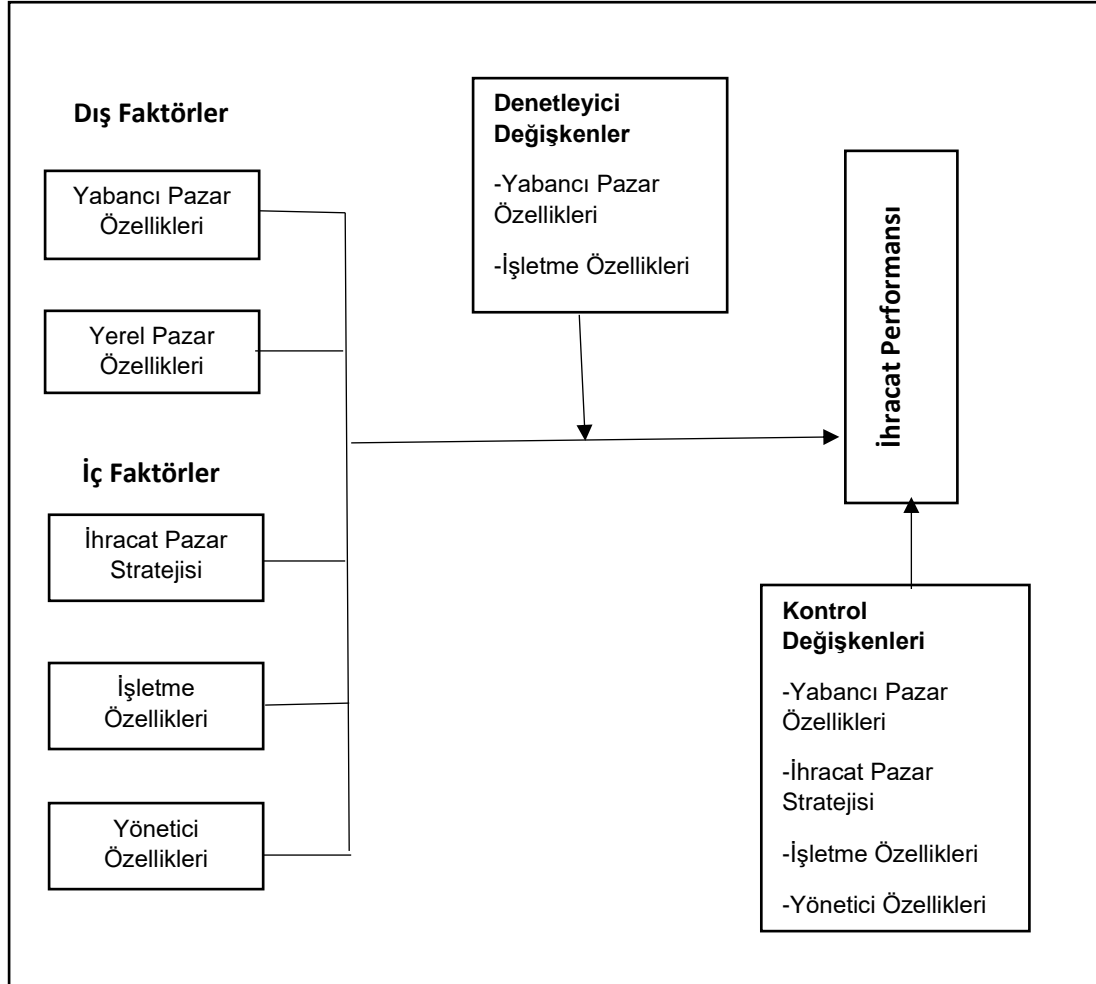 Dış Faktörler
Yabancı Pazar
Özellikleri
Yerel Pazar
Özellikleri
İç Faktörler
İhracat Pazar
Stratejisi
İşletme
Özellikleri
Yönetici
Özellikleri
Denetleyici
Değişkenler
-Yabancı Pazar
Özellikleri
-İşletme Özellikleri
İhracat Performansı
Kontrol
Değişkenleri
-Yabancı Pazar
Özellikleri
-İhracat Pazar
Stratejisi
-İşletme Özellikleri
-Yönetici Özellikleri